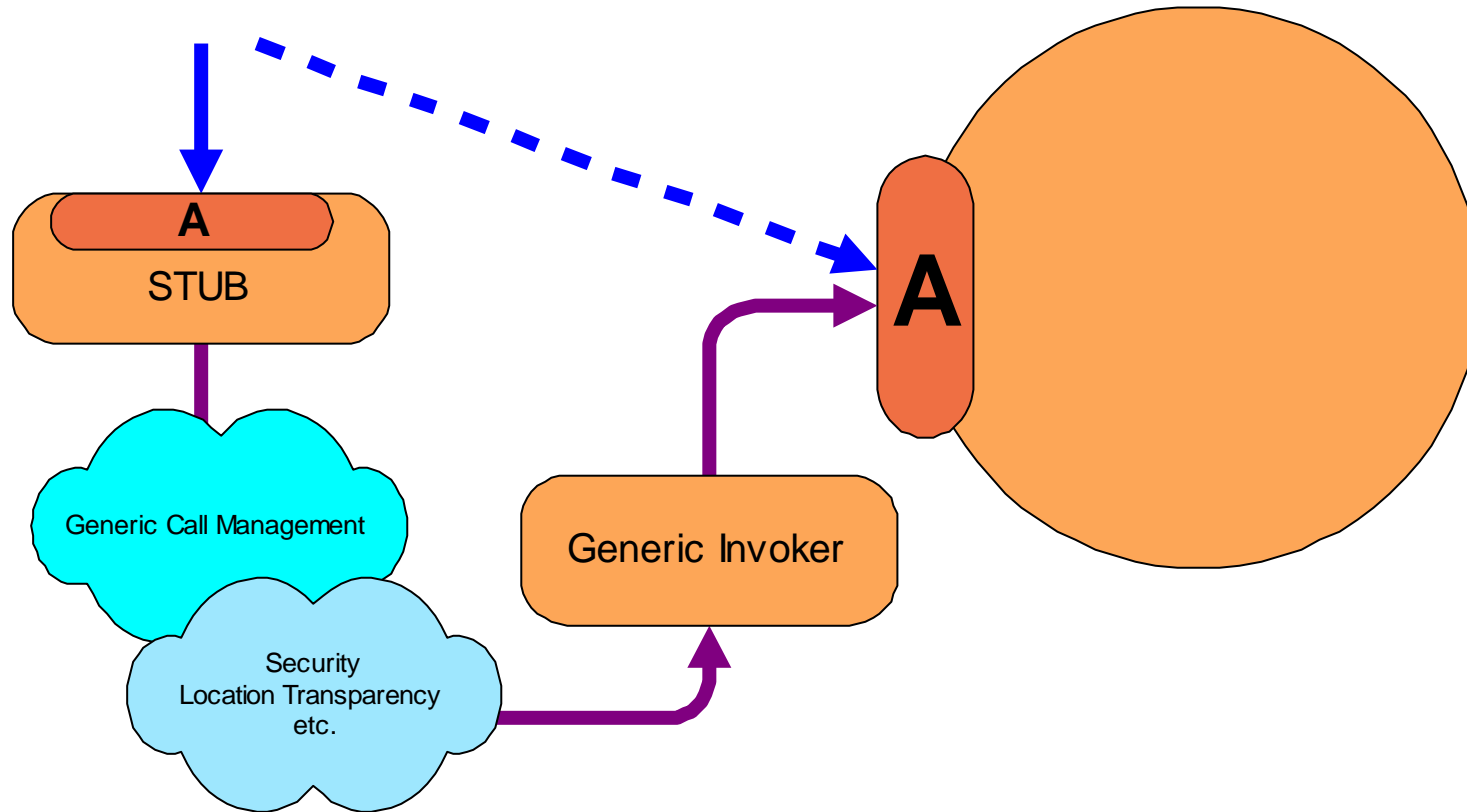 A
STUB
A
Generic Call Management
Generic Invoker
Security
Location Transparency
etc.